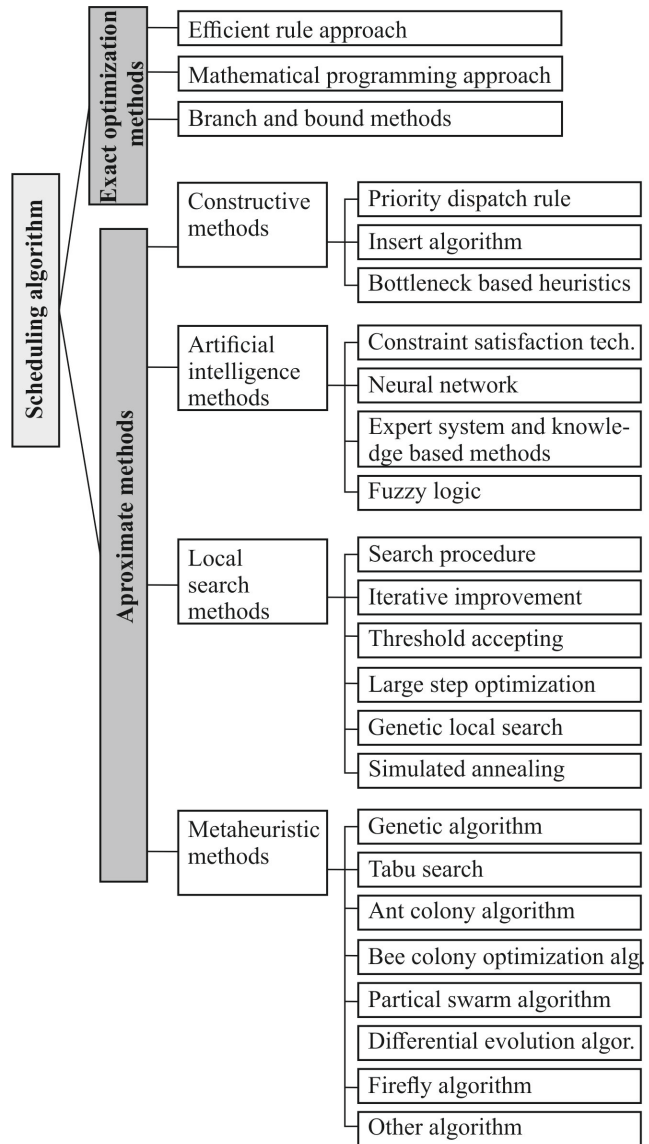 Scheduling algorithm
Exact optimization
methods
Efficient rule approach
Mathematical programming approach
Branch and bound methods
Aproximate methods
Constructive
methods
Priority dispatch rule
Insert algorithm
Bottleneck based heuristics
Artificial
intelligence
methods
Constraint satisfaction tech.
Neural network
Expert system and knowle-
dge based methods
Fuzzy logic
Local
search
methods
Search procedure
Iterative improvement
Threshold accepting
Large step optimization
Genetic local search
Simulated annealing
Metaheuristic
methods
Genetic algorithm
Tabu search
Ant colony algorithm
Bee colony optimization alg.
Partical swarm algorithm
Differential evolution algor.
Firefly algorithm
Other algorithm